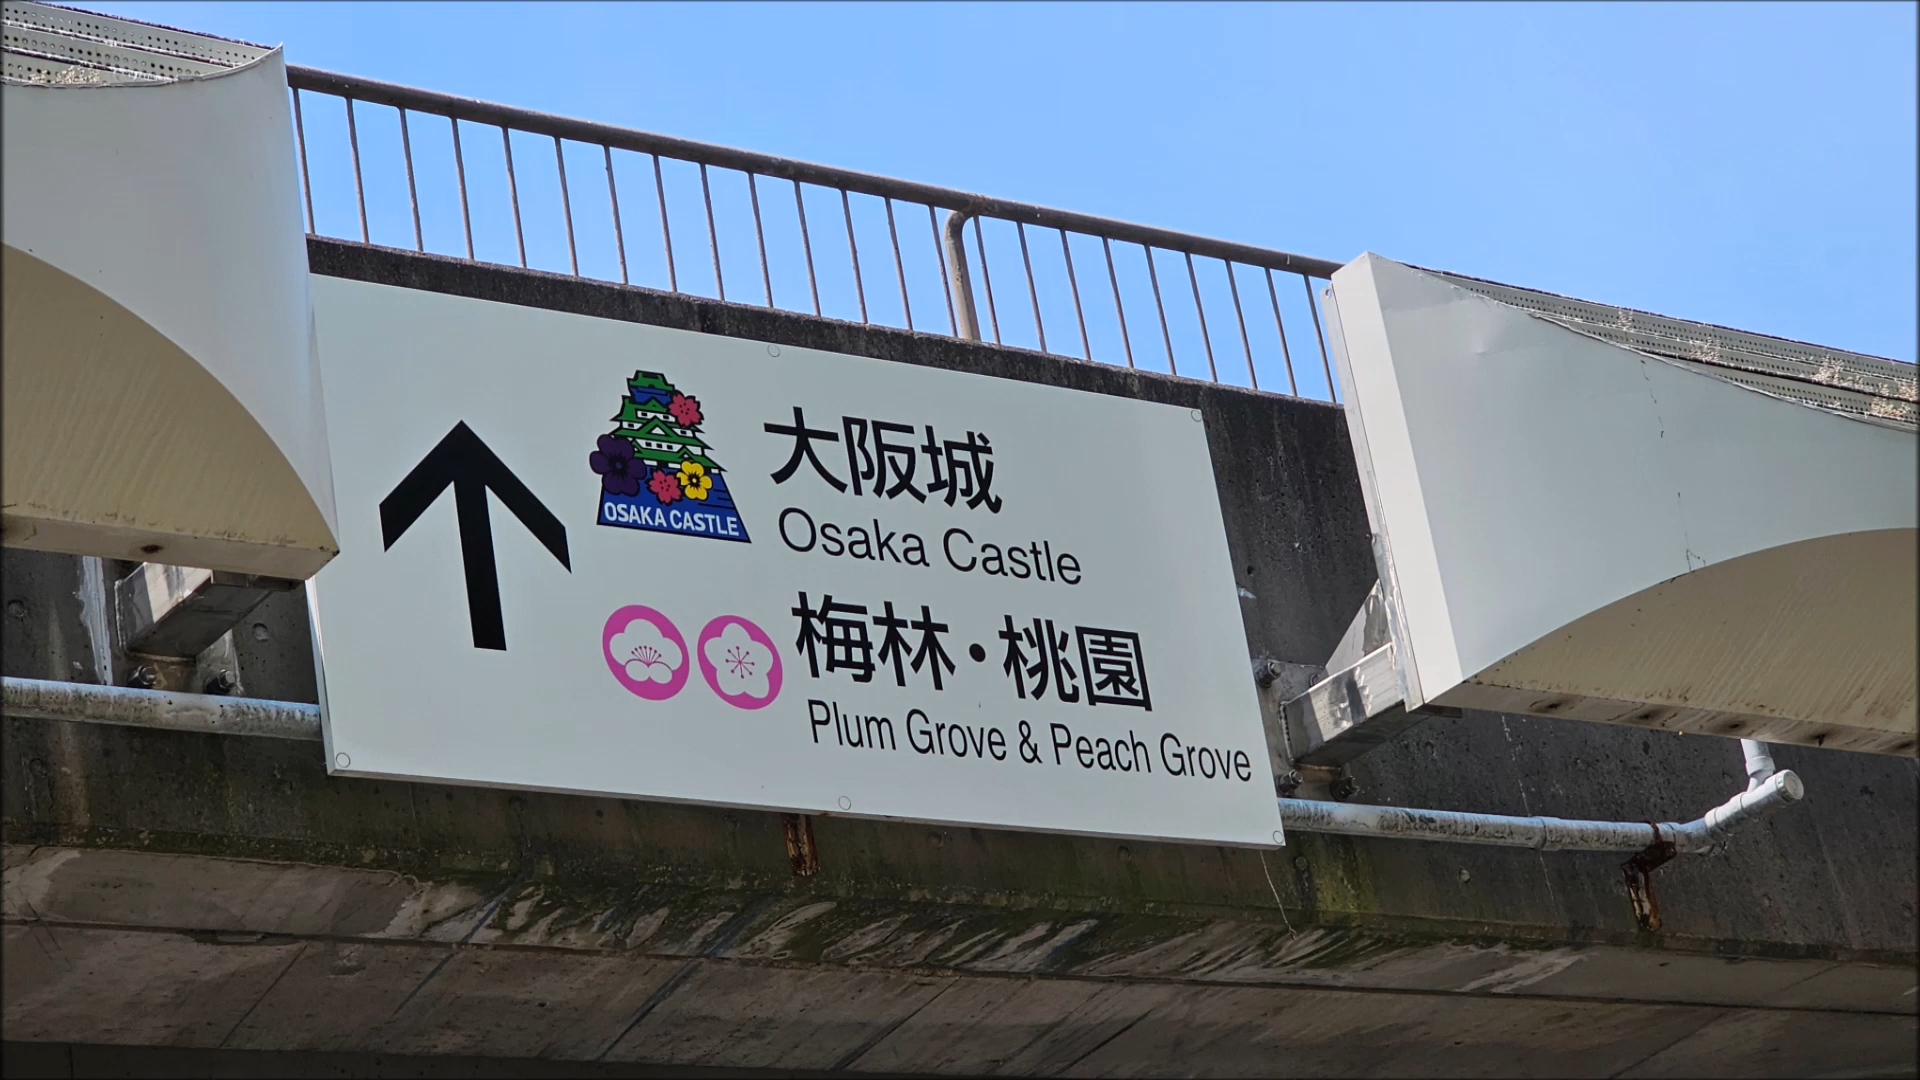 OSAKA CASTLE
大阪城
Osaka Castle
梅林・桃園
Plum Grove & Peach Grove